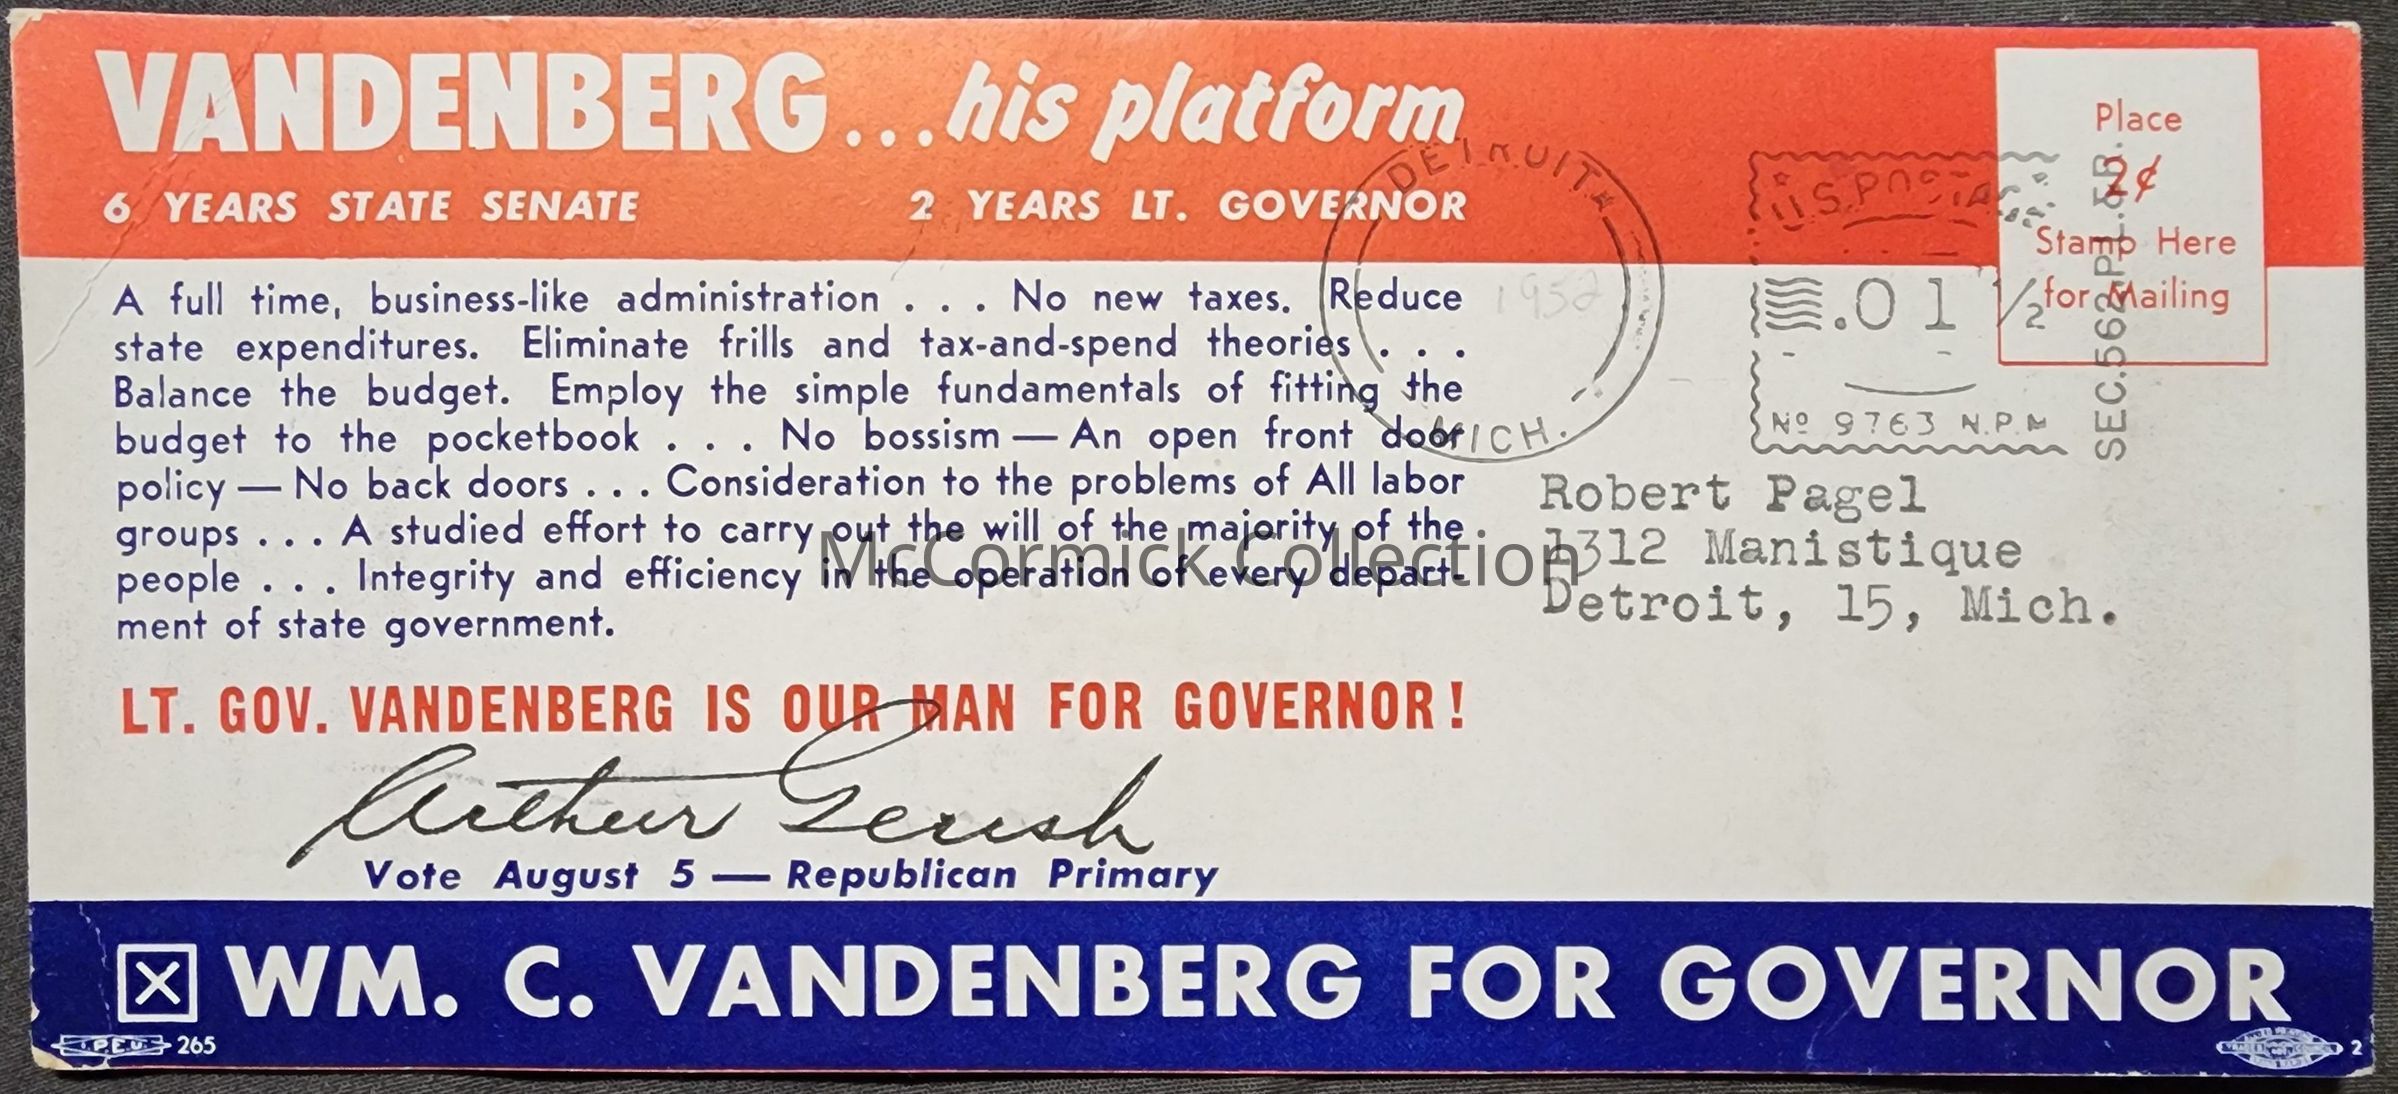 VANDENBERG...his platform
6 YEARS STATE SENATE 2 YEARS LT. GOVERNOR
A full time, business-like administration . . . No new taxes. Reduce
state expenditures. Eliminate frills and tax-and-spend theories . . .
Balance the budget. Employ the simple fundamentals of fitting the
budget to the pocketbook . . . No bossism — An open front door
policy — No back doors . . . Consideration to the problems of All labor
groups . . . A studied effort to carry out the will of the majority of the
people . . . Integrity and efficiency in the operation of every depart-
ment of state government.
LT. GOV. VANDENBERG IS OUR MAN FOR GOVERNOR!
Arthur Gerish
Vote August 5 — Republican Primary
Place
2¢
Stamp Here
for Mailing
DETROIT
1952
MICH.
U.S.POSTAGE
.01 1/2
No 9763 N.P.M
SEC.562 P.L.&R.
Robert Pagel
1312 Manistique
Detroit, 15, Mich.
McCormick Collection
WM. C. VANDENBERG FOR GOVERNOR
I.P.E.U. 265
2